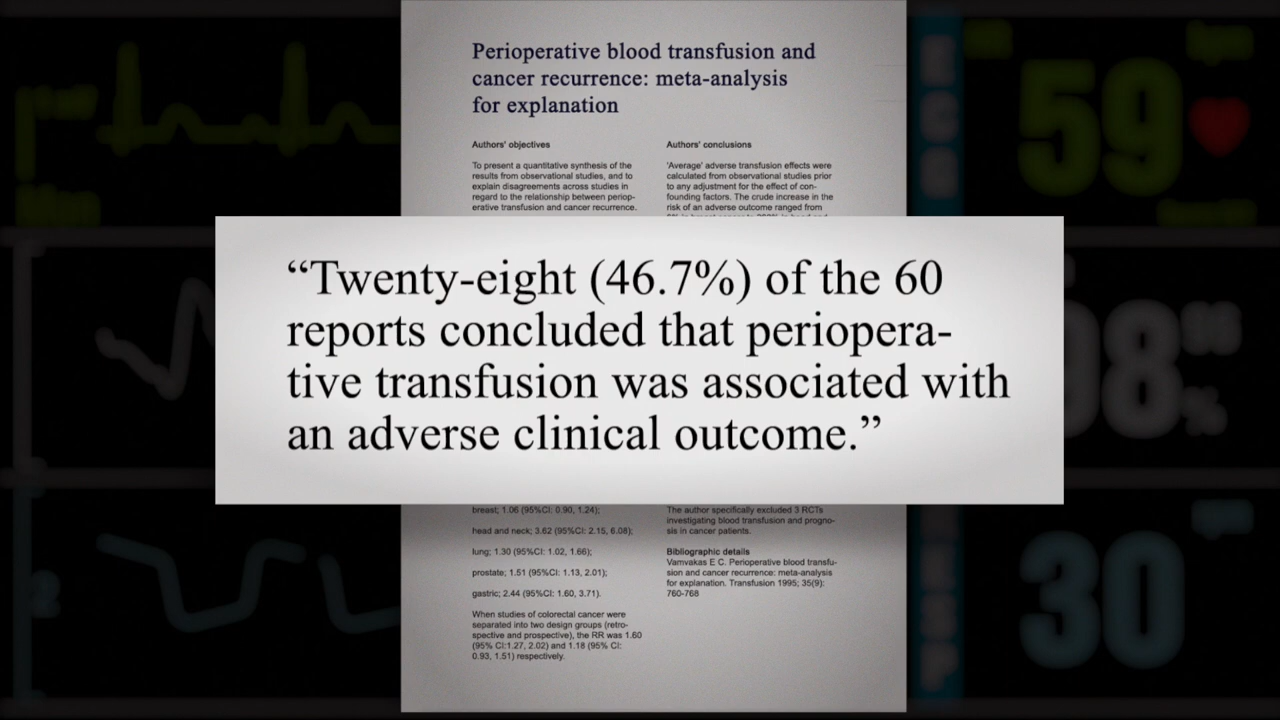 Perioperative blood transfusion and
cancer recurrence: meta-analysis
for explanation
Authors' objectives
To present a quantitative synthesis of the
results from observational studies, and to
explain disagreements across studies in
regard to the relationship between periop-
erative transfusion and cancer recurrence.
Authors' conclusions
'Average' adverse transfusion effects were
calculated from observational studies prior
to any adjustment for the effect of con-
founding factors. The crude increase in the
risk of an adverse outcome ranged from
“Twenty-eight (46.7%) of the 60
reports concluded that periopera-
tive transfusion was associated with
an adverse clinical outcome.”
breast; 1.06 (95%CI: 0.90, 1.24);
head and neck; 3.62 (95%CI: 2.15, 6.08);
lung; 1.30 (95%CI: 1.02, 1.66);
prostate; 1.51 (95%CI: 1.13, 2.01);
gastric; 2.44 (95%CI: 1.60, 3.71).
When studies of colorectal cancer were
separated into two design groups (retro-
spective and prospective), the RR was 1.60
(95% CI:1.27, 2.02) and 1.18 (95% CI:
0.93, 1.51) respectively.
The author specifically excluded 3 RCTs
investigating blood transfusion and progno-
sis in cancer patients.
Bibliographic details
Vamvakas E C. Perioperative blood transfu-
sion and cancer recurrence: meta-analysis
for explanation. Transfusion 1995; 35(9):
760-768
59
98
%
30